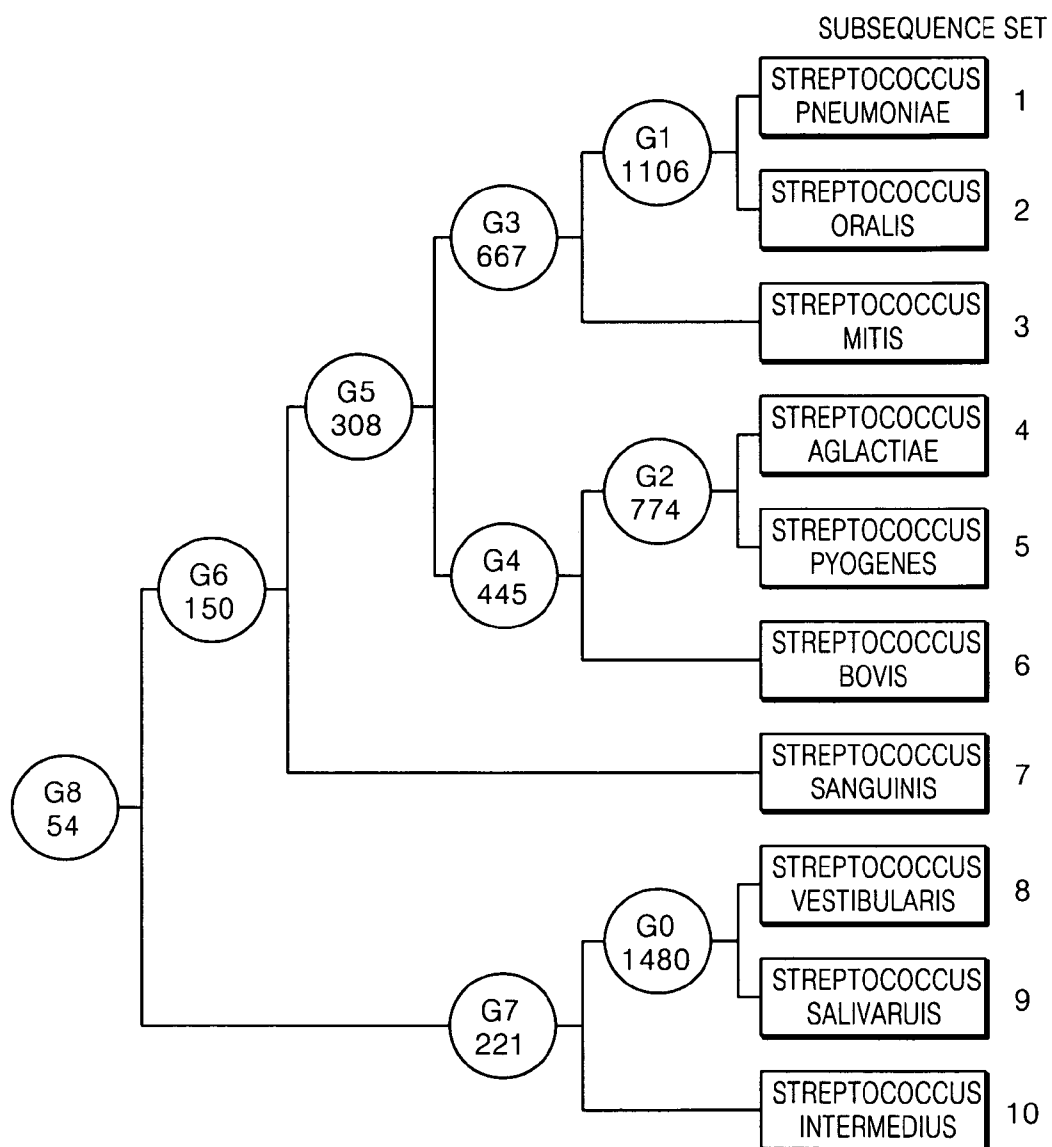 SUBSEQUENCE SET
STREPTOCOCCUS
PNEUMONIAE
1
G1
1106
STREPTOCOCCUS
ORALIS
2
G3
667
STREPTOCOCCUS
MITIS
3
G5
308
STREPTOCOCCUS
AGLACTIAE
4
G2
774
STREPTOCOCCUS
PYOGENES
5
G4
445
G6
150
STREPTOCOCCUS
BOVIS
6
STREPTOCOCCUS
SANGUINIS
7
G8
54
STREPTOCOCCUS
VESTIBULARIS
8
G0
1480
STREPTOCOCCUS
SALIVARUIS
9
G7
221
STREPTOCOCCUS
INTERMEDIUS
10